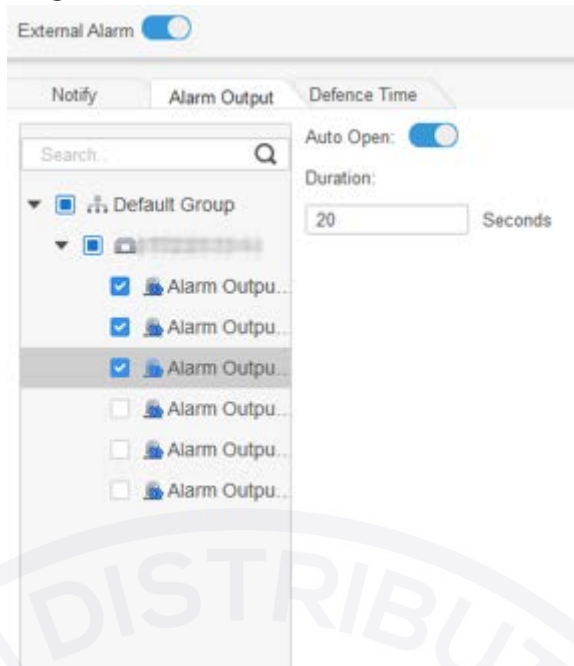 External Alarm
Notify Alarm Output Defence Time
Search...
Auto Open:
Duration:
20 Seconds
Default Group
Alarm Outpu...
Alarm Outpu...
Alarm Outpu...
Alarm Outpu...
Alarm Outpu...
Alarm Outpu...
DISTRIBU